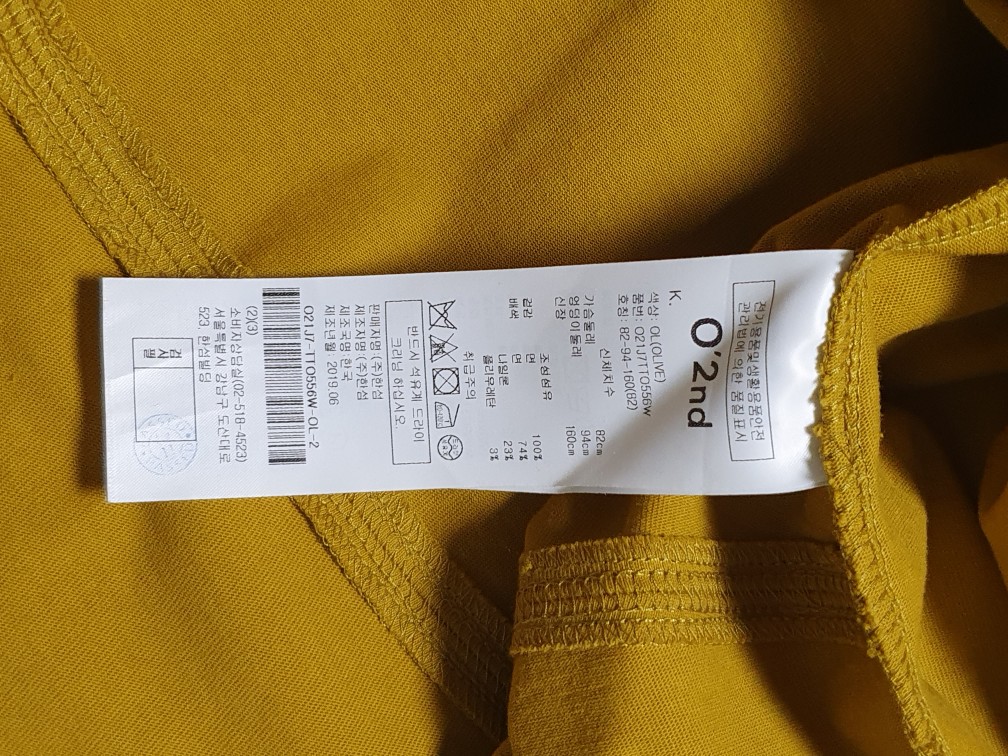 전기용품및생활용품안전
관리법에 의한 품질표시
O'2nd
K.
색상: OL(OLIVE)
품번: O21J7TTO556W
호칭: 82-94-160(82)
신체치수
가슴둘레 82cm
엉덩이둘레 94cm
신장 160cm
조성섬유
겉감 면 100%
배색 면 74%
나일론 23%
폴리우레탄 3%
취급주의
반드시 석유계 드라이
크리닝 하십시오.
판매자명 (주)한섬
제조자명 (주)한섬
제조국명 한국
제조년월 2019.06
O21J7-TTO556W-OL-2
(2)(3)
소비자상담실(02-518-4623)
서울특별시 강남구 도산대로
523 한섬빌딩
검사필